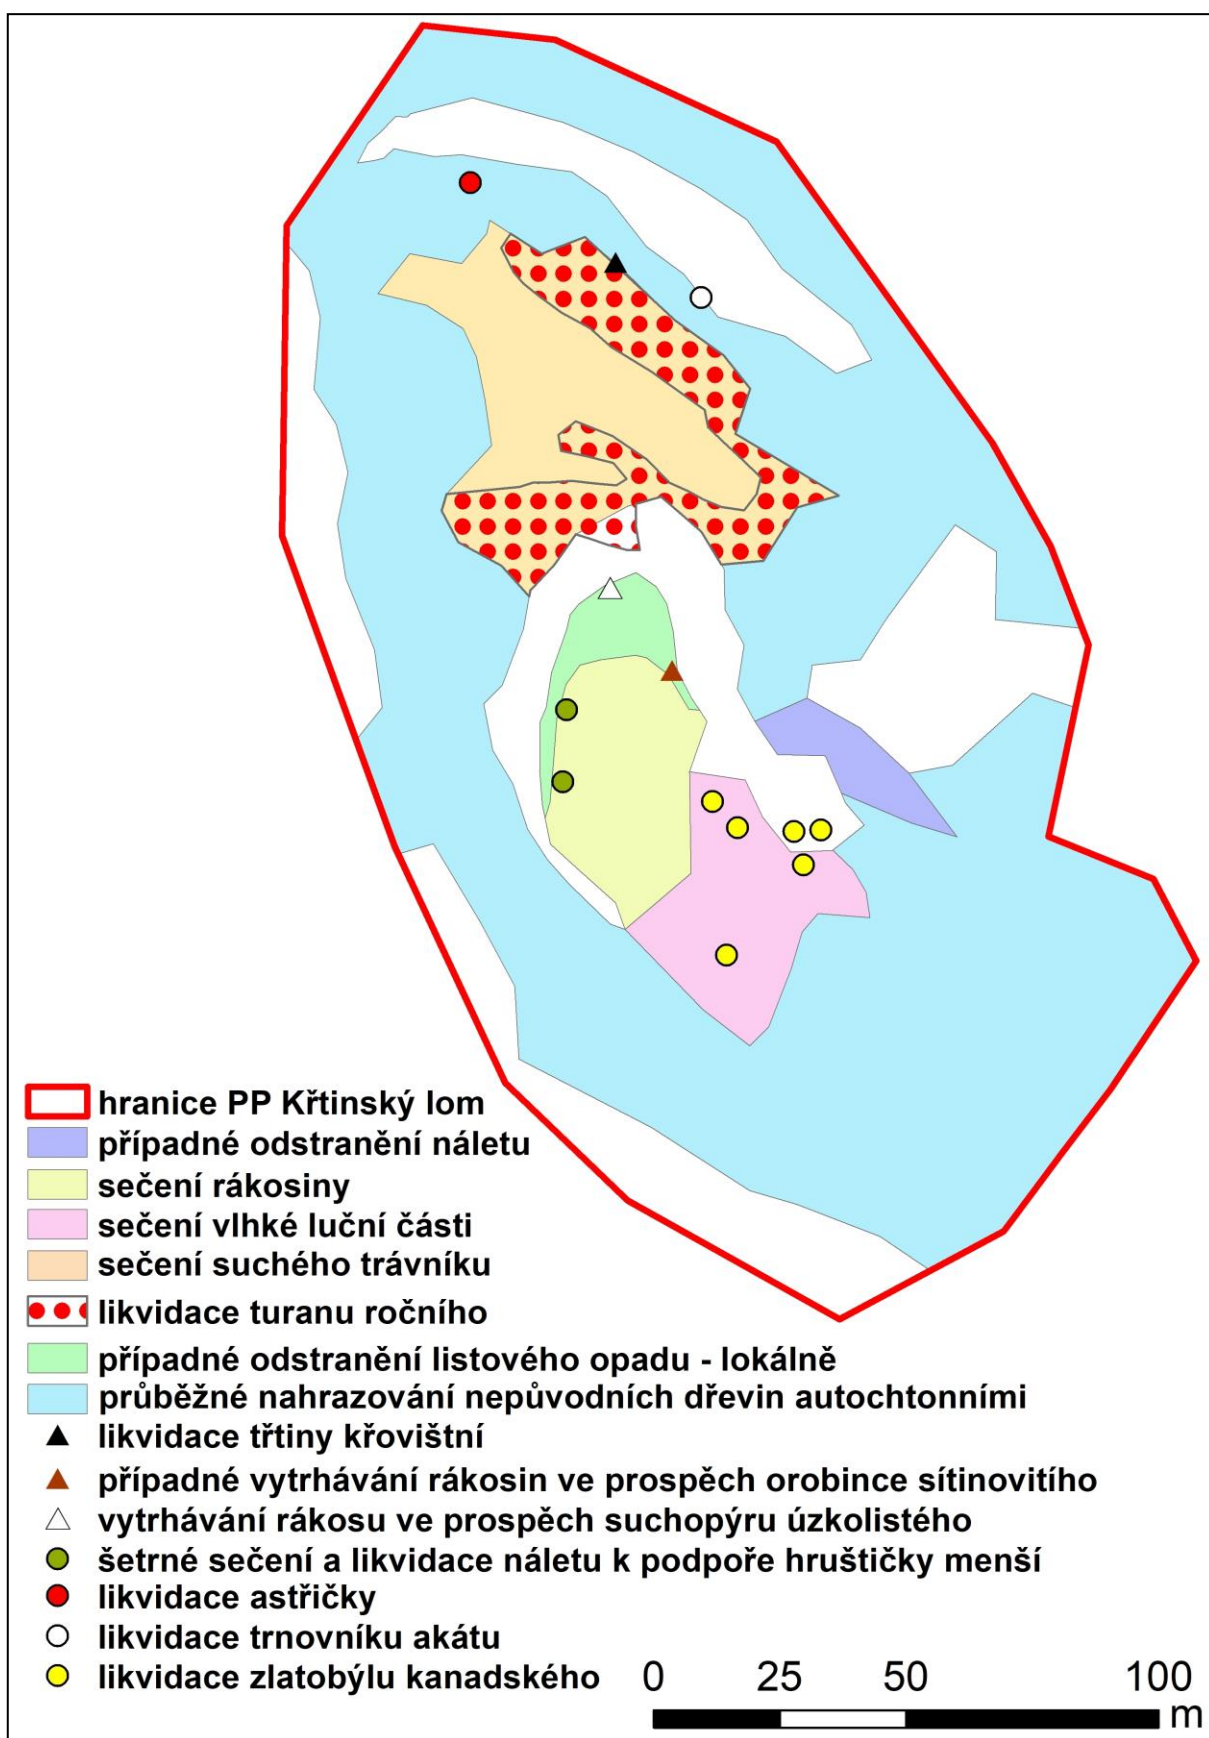 hranice PP Křtinský lom
případné odstranění náletu
sečení rákosiny
sečení vlhké luční části
sečení suchého trávníku
likvidace turanu ročního
případné odstranění listového opadu - lokálně
průběžné nahrazování nepůvodních dřevin autochtonními
likvidace třtiny křovištní
případné vytrhávání rákosin ve prospěch orobince sítinovitího
vytrhávání rákosu ve prospěch suchopýru úzkolistého
šetrné sečení a likvidace náletu k podpoře hruštičky menší
likvidace astřičky
likvidace trnovníku akátu
likvidace zlatobýlu kanadského
0 25 50 100
m